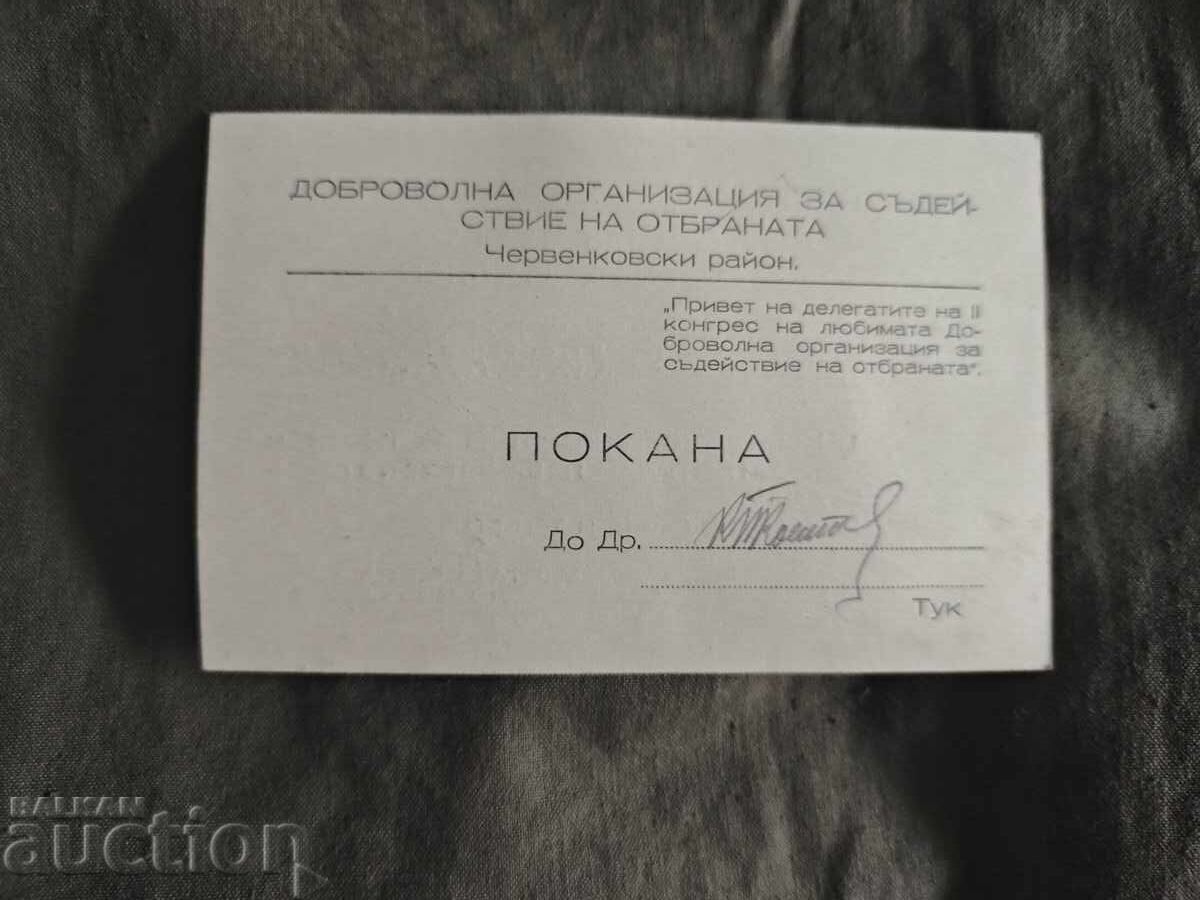 ДОБРОВОЛНА ОРГАНИЗАЦИЯ ЗА СЪДЕЙ-
СТВИЕ НА ОТБРАНАТА
Червенковски район.
„Привет на делегатите на II
конгрес на любимата До-
броволна организация за
съдействие на отбраната".
ПОКАНА
До Др.
Тук
BALKAN
auction